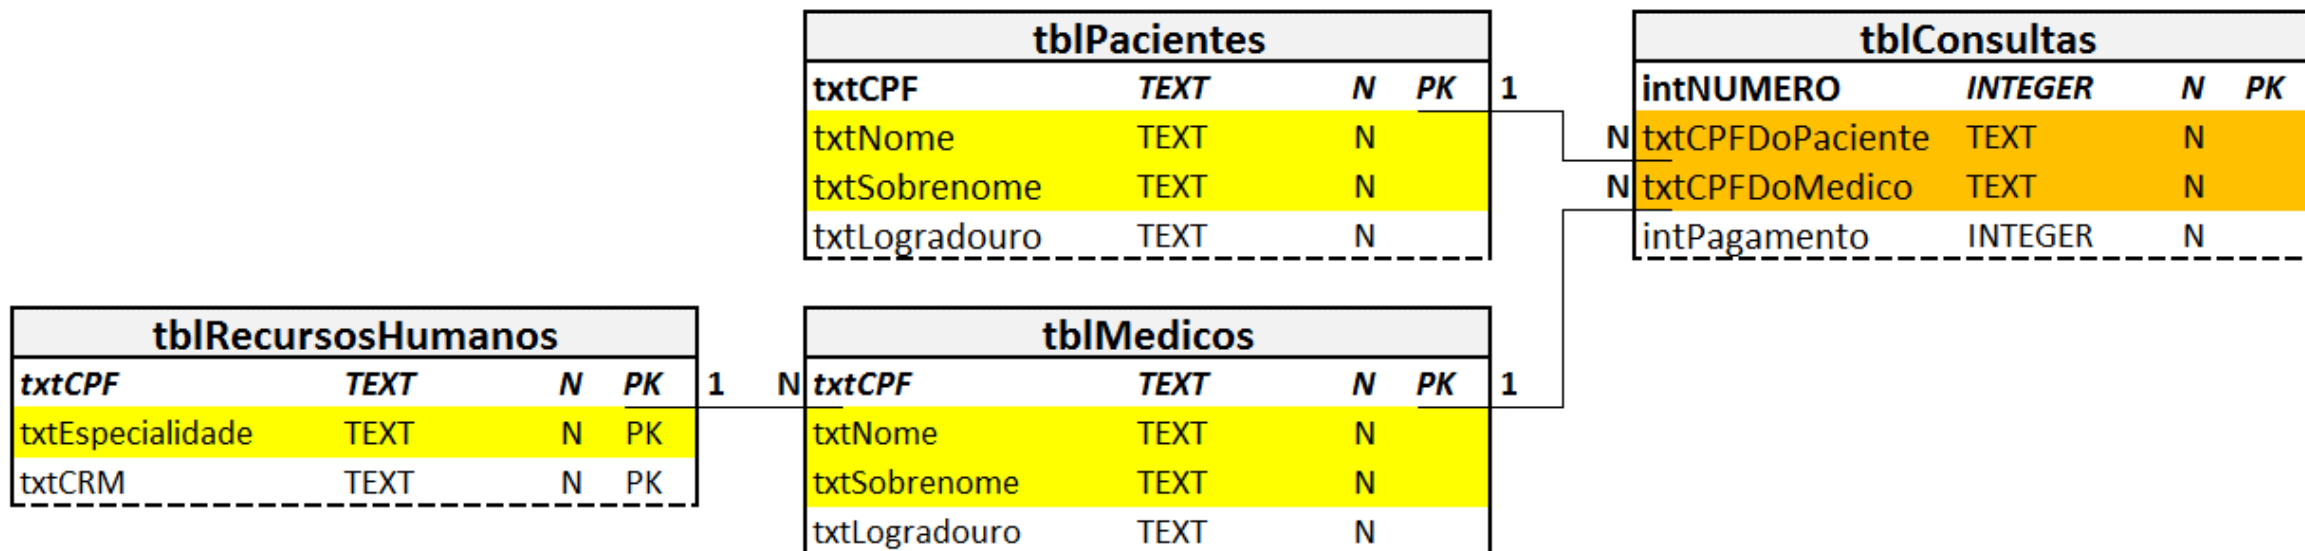 tblPacientes
txtCPF TEXT N PK 1
txtNome TEXT N
txtSobrenome TEXT N
txtLogradouro TEXT N
tblConsultas
intNUMERO INTEGER N PK
N txtCPFDoPaciente TEXT N
N txtCPFDoMedico TEXT N
intPagamento INTEGER N
tblRecursosHumanos
txtCPF TEXT N PK 1
txtEspecialidade TEXT N PK
txtCRM TEXT N PK
tblMedicos
N txtCPF TEXT N PK 1
txtNome TEXT N
txtSobrenome TEXT N
txtLogradouro TEXT N